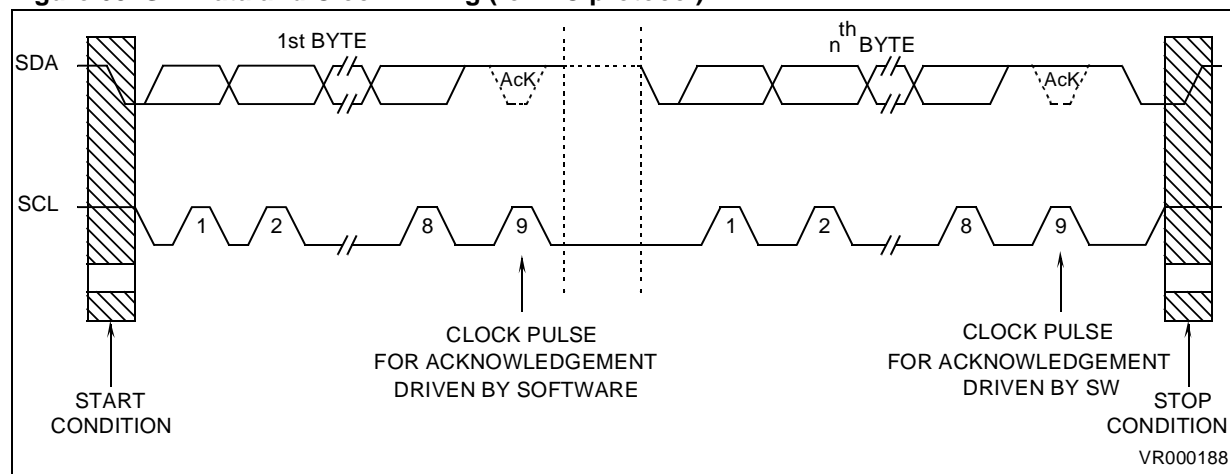 1st BYTE
n th BYTE
SDA
AcK
AcK
SCL
1
2
8
9
1
2
8
9
CLOCK PULSE
FOR ACKNOWLEDGEMENT
DRIVEN BY SOFTWARE
CLOCK PULSE
FOR ACKNOWLEDGEMENT
DRIVEN BY SW
START
CONDITION
STOP
CONDITION
VR000188